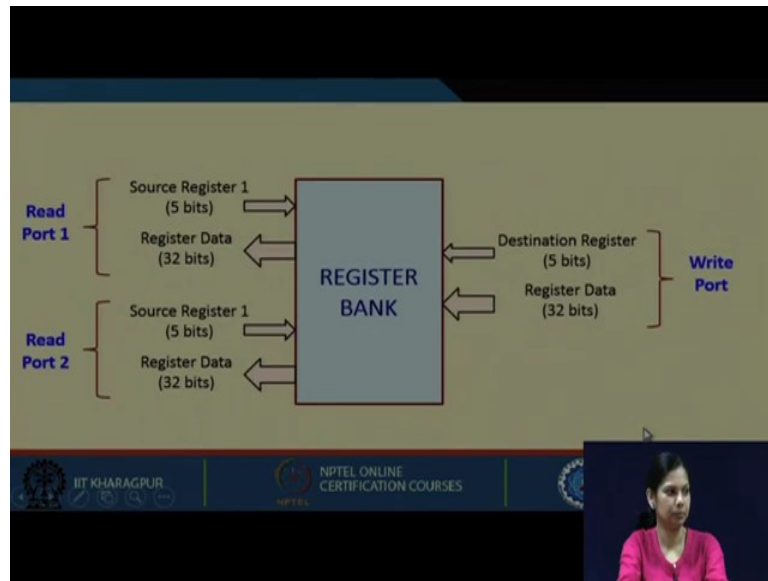 Read
Port 1
Source Register 1
(5 bits)
Register Data
(32 bits)
Read
Port 2
Source Register 1
(5 bits)
Register Data
(32 bits)
REGISTER
BANK
Destination Register
(5 bits)
Register Data
(32 bits)
Write
Port
IIT KHARAGPUR
NPTEL
NPTEL ONLINE
CERTIFICATION COURSES